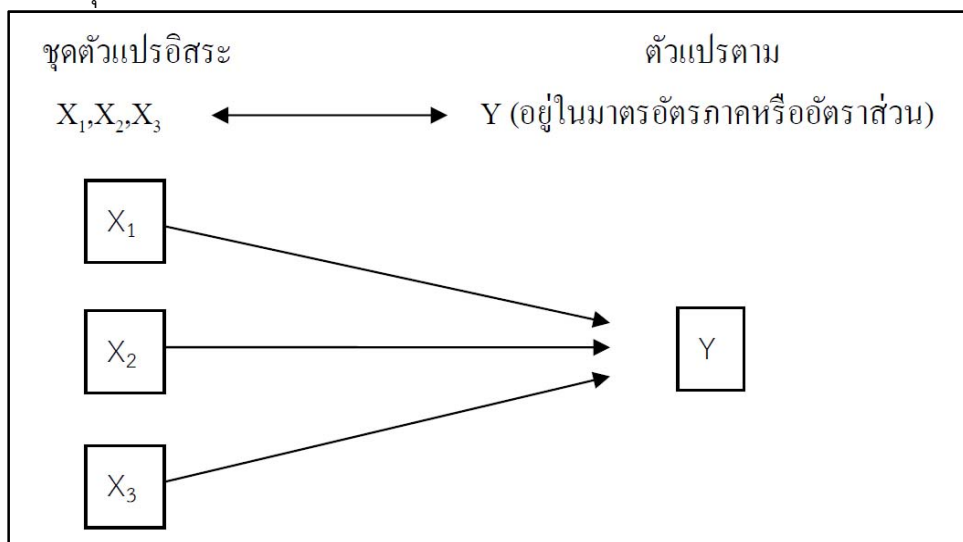 ชุดตัวแปรอิสระ ตัวแปรตาม
X₁,X₂,X₃ Y (อยู่ในมาตรอัตรภาคหรืออัตราส่วน)
X₁
X₂
Y
X₃